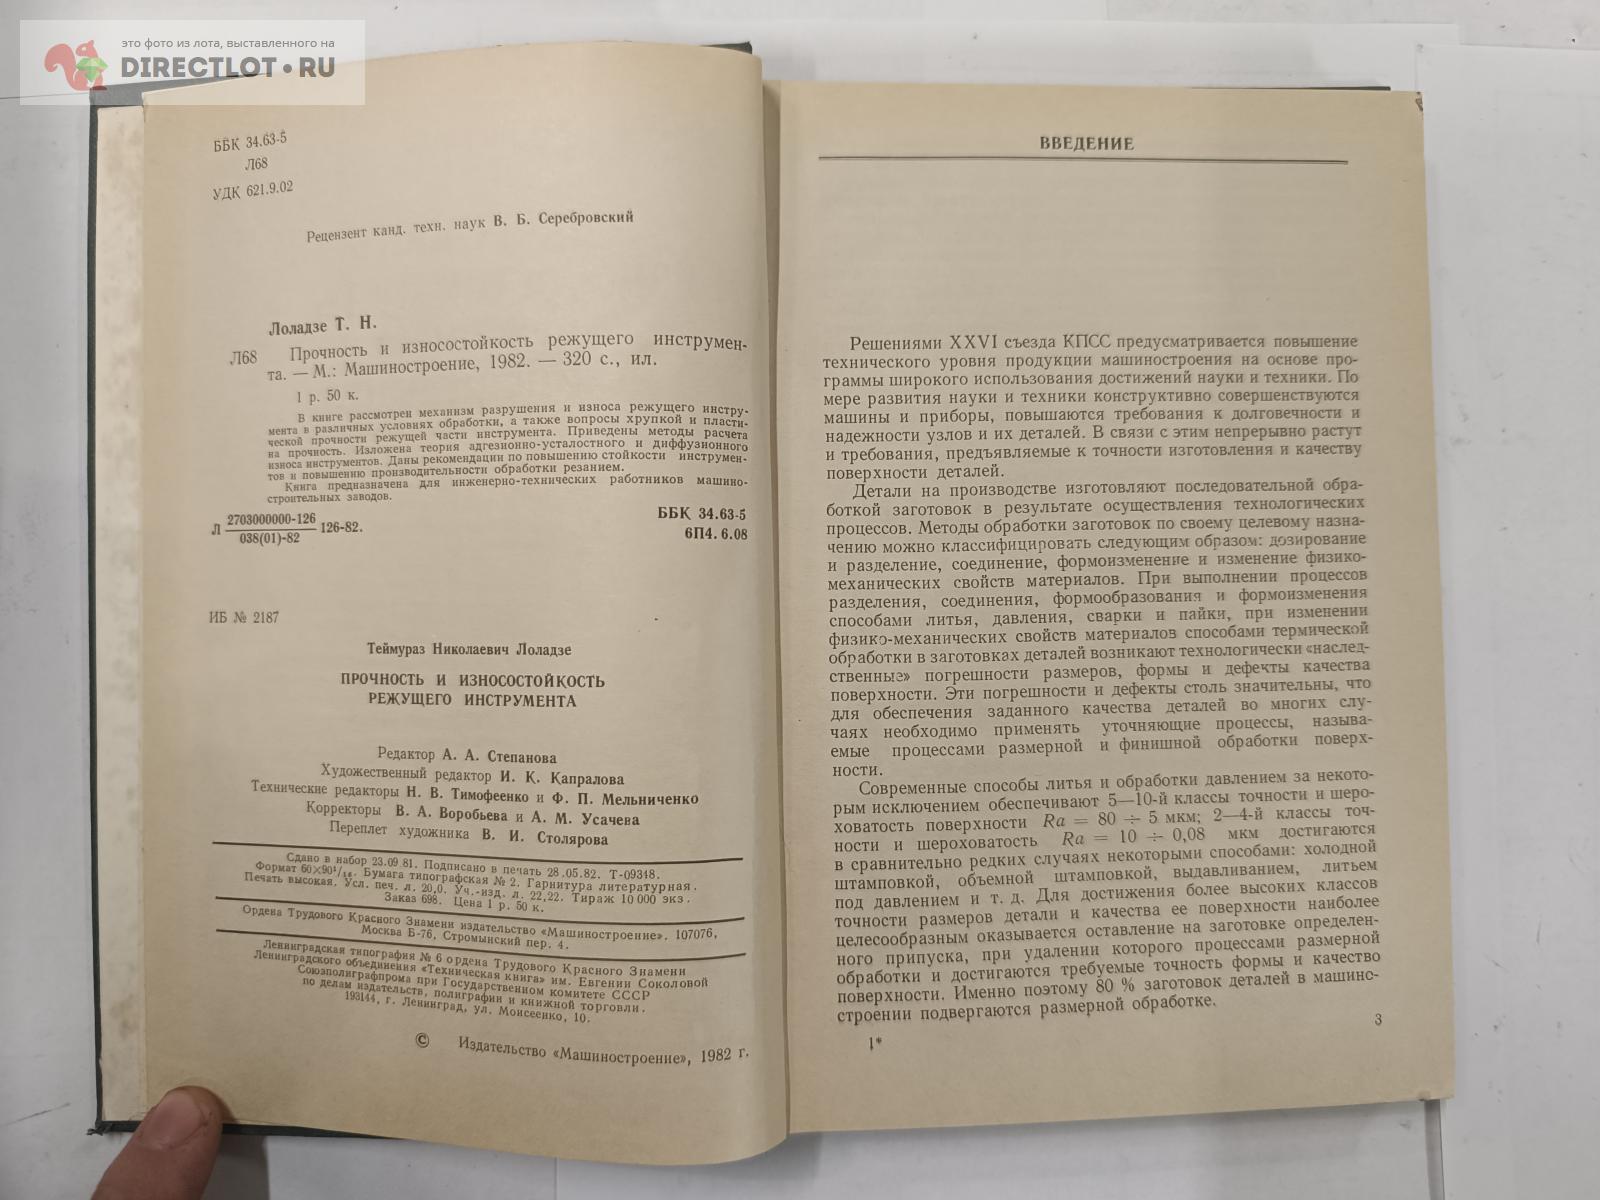 это фото из лота, выставленного на
DIRECTLOT.RU
ББК 34.63-5
Л68
УДК 621.9.02
Рецензент канд. техн. наук В. Б. Серебровский
Лоладзе Т. Н.
Л68 Прочность и износостойкость режущего инструмен-
та. — М.: Машиностроение, 1982. — 320 с., ил.
1 р. 50 к.
В книге рассмотрен механизм разрушения и износа режущего инстру-
мента в различных условиях обработки, а также вопросы хрупкой и пласти-
ческой прочности режущей части инструмента. Приведены методы расчета
на прочность. Изложена теория адгезионно-усталостного и диффузионного
износа инструментов. Даны рекомендации по повышению стойкости инструмен-
тов и повышению производительности обработки резанием.
Книга предназначена для инженерно-технических работников машино-
строительных заводов.
Л 2703000000-126 / 038(01)-82 126-82.
ББК 34.63-5
6П4. 6.08
ИБ № 2187
Теймураз Николаевич Лоладзе
ПРОЧНОСТЬ И ИЗНОСОСТОЙКОСТЬ
РЕЖУЩЕГО ИНСТРУМЕНТА
Редактор А. А. Степанова
Художественный редактор И. К. Капралова
Технические редакторы Н. В. Тимофеенко и Ф. П. Мельниченко
Корректоры В. А. Воробьева и А. М. Усачева
Переплет художника В. И. Столярова
Сдано в набор 23.09.81. Подписано в печать 28.05.82. Т-09348.
Формат 60×90¹/₁₆. Бумага типографская № 2. Гарнитура литературная.
Печать высокая. Усл. печ. л. 20,0. Уч.-изд. л. 22,22. Тираж 10 000 экз.
Заказ 698. Цена 1 р. 50 к.
Ордена Трудового Красного Знамени издательство «Машиностроение». 107076,
Москва Б-76, Стромынский пер. 4.
Ленинградская типография № 6 ордена Трудового Красного Знамени
Ленинградского объединения «Техническая книга» им. Евгении Соколовой
Союзполиграфпрома при Государственном комитете СССР
по делам издательств, полиграфии и книжной торговли.
193144, г. Ленинград, ул. Моисеенко, 10.
© Издательство «Машиностроение», 1982 г.
ВВЕДЕНИЕ
Решениями XXVI съезда КПСС предусматривается повышение
технического уровня продукции машиностроения на основе про-
граммы широкого использования достижений науки и техники. По
мере развития науки и техники конструктивно совершенствуются
машины и приборы, повышаются требования к долговечности и
надежности узлов и их деталей. В связи с этим непрерывно растут
и требования, предъявляемые к точности изготовления и качеству
поверхности деталей.
Детали на производстве изготовляют последовательной обра-
боткой заготовок в результате осуществления технологических
процессов. Методы обработки заготовок по своему целевому назна-
чению можно классифицировать следующим образом: дозирование
и разделение, соединение, формоизменение и изменение физико-
механических свойств материалов. При выполнении процессов
разделения, соединения, формообразования и формоизменения
способами литья, давления, сварки и пайки, при изменении
физико-механических свойств материалов способами термической
обработки в заготовках деталей возникают технологически «наслед-
ственные» погрешности размеров, формы и дефекты качества
поверхности. Эти погрешности и дефекты столь значительны, что
для обеспечения заданного качества деталей во многих слу-
чаях необходимо применять уточняющие процессы, называ-
емые процессами размерной и финишной обработки поверх-
ности.
Современные способы литья и обработки давлением за некото-
рым исключением обеспечивают 5—10-й классы точности и шеро-
ховатость поверхности Ra = 80 ÷ 5 мкм; 2—4-й классы точ-
ности и шероховатость Ra = 10 ÷ 0,08 мкм достигаются
в сравнительно редких случаях некоторыми способами: холодной
штамповкой, объемной штамповкой, выдавливанием, литьем
под давлением и т. д. Для достижения более высоких классов
точности размеров детали и качества ее поверхности наиболее
целесообразным оказывается оставление на заготовке определен-
ного припуска, при удалении которого процессами размерной
обработки и достигаются требуемые точность формы и качество
поверхности. Именно поэтому 80 % заготовок деталей в машино-
строении подвергаются размерной обработке.
1*
3